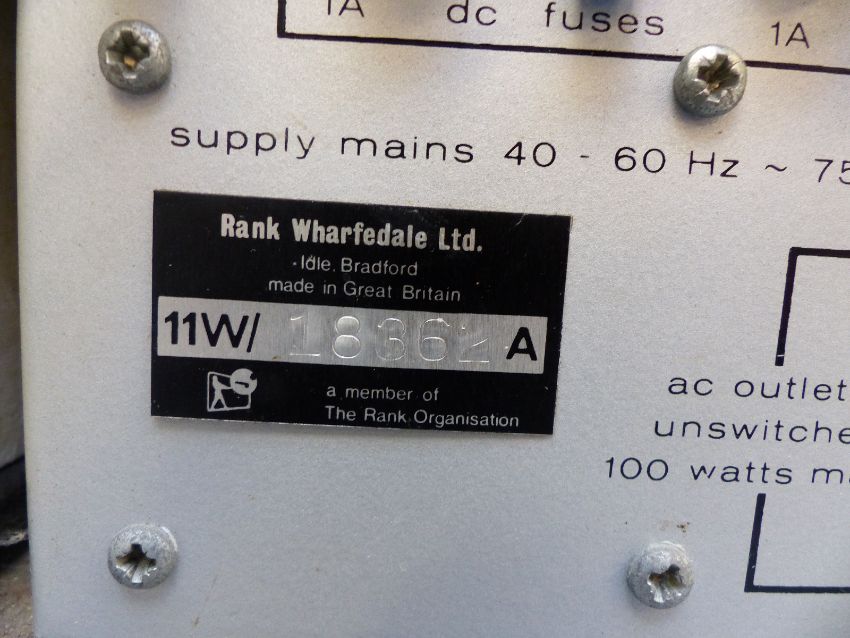 1A dc fuses 1A
supply mains 40 - 60 Hz ~ 75
Rank Wharfedale Ltd.
Idle, Bradford
made in Great Britain
11W/ 18362 A
a member of
The Rank Organisation
ac outlet
unswitche
100 watts ma